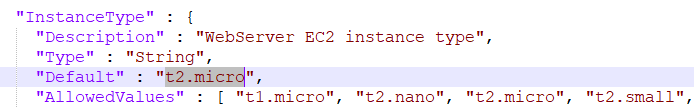 "InstanceType" : {
"Description" : "WebServer EC2 instance type",
"Type" : "String",
"Default" : "t2.micro",
"AllowedValues" : [ "t1.micro", "t2.nano", "t2.micro", "t2.small"